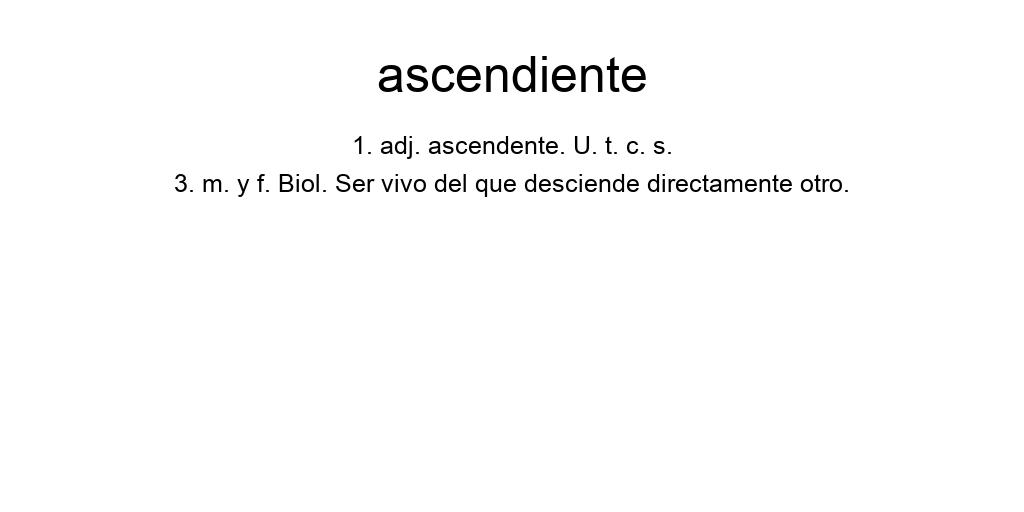 ascendiente
1. adj. ascendente. U. t. c. s.
3. m. y f. Biol. Ser vivo del que desciende directamente otro.